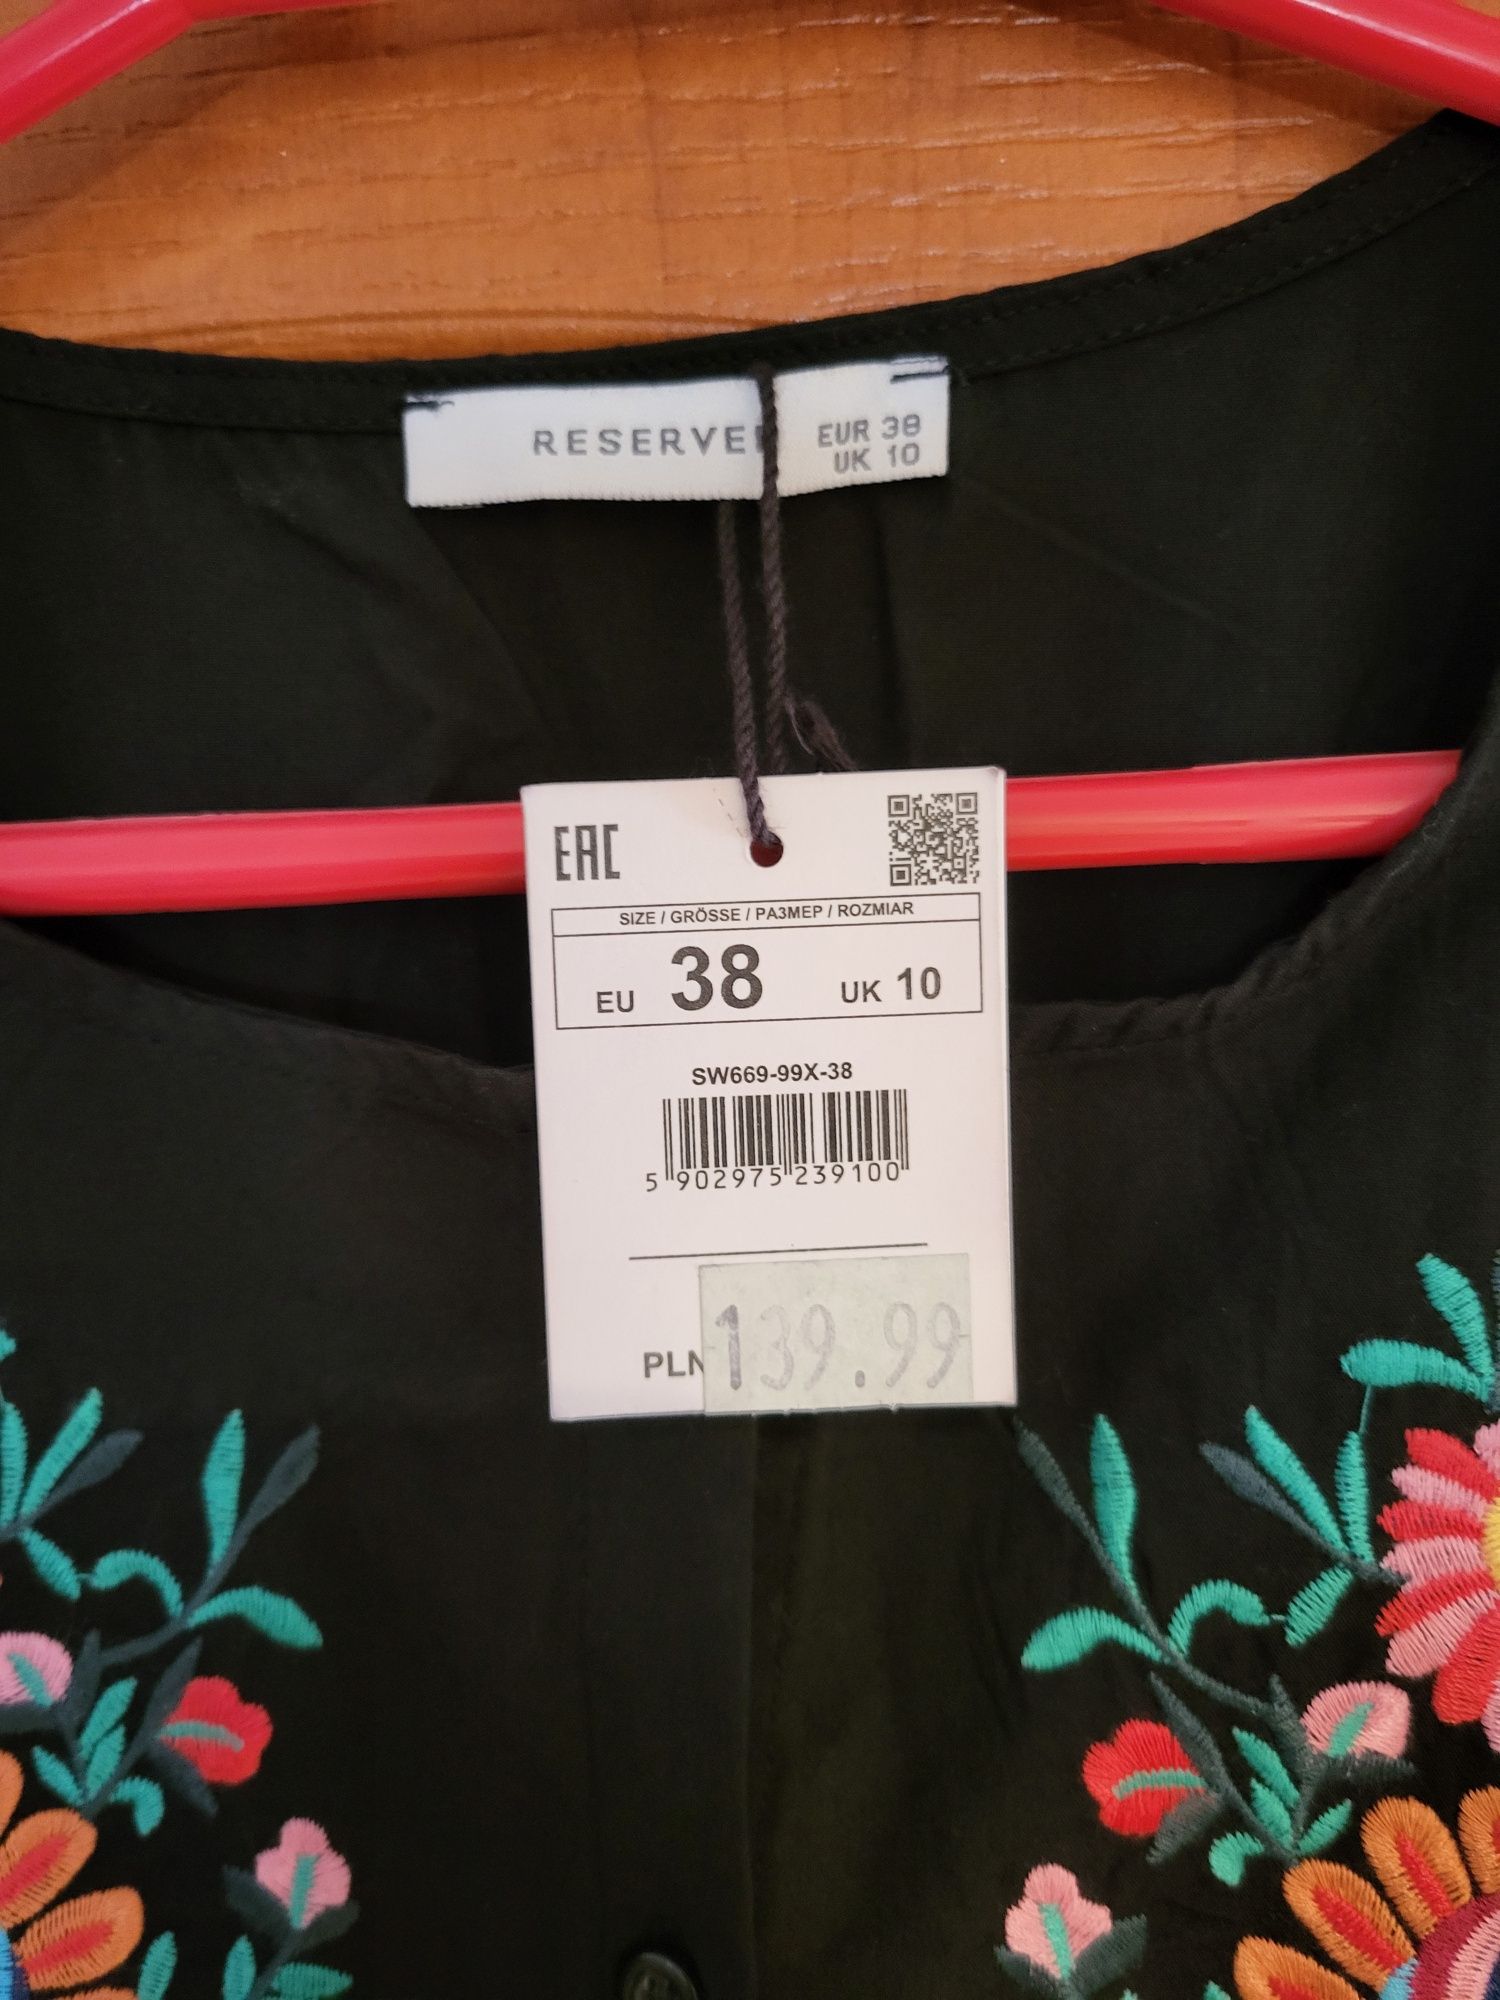 RESERVED
EUR 38
UK 10
EAC
SIZE / GRÖSSE / РАЗМЕР / ROZMIAR
EU 38 UK 10
SW669-99X-38
5 902975 239100
PLN 139.99